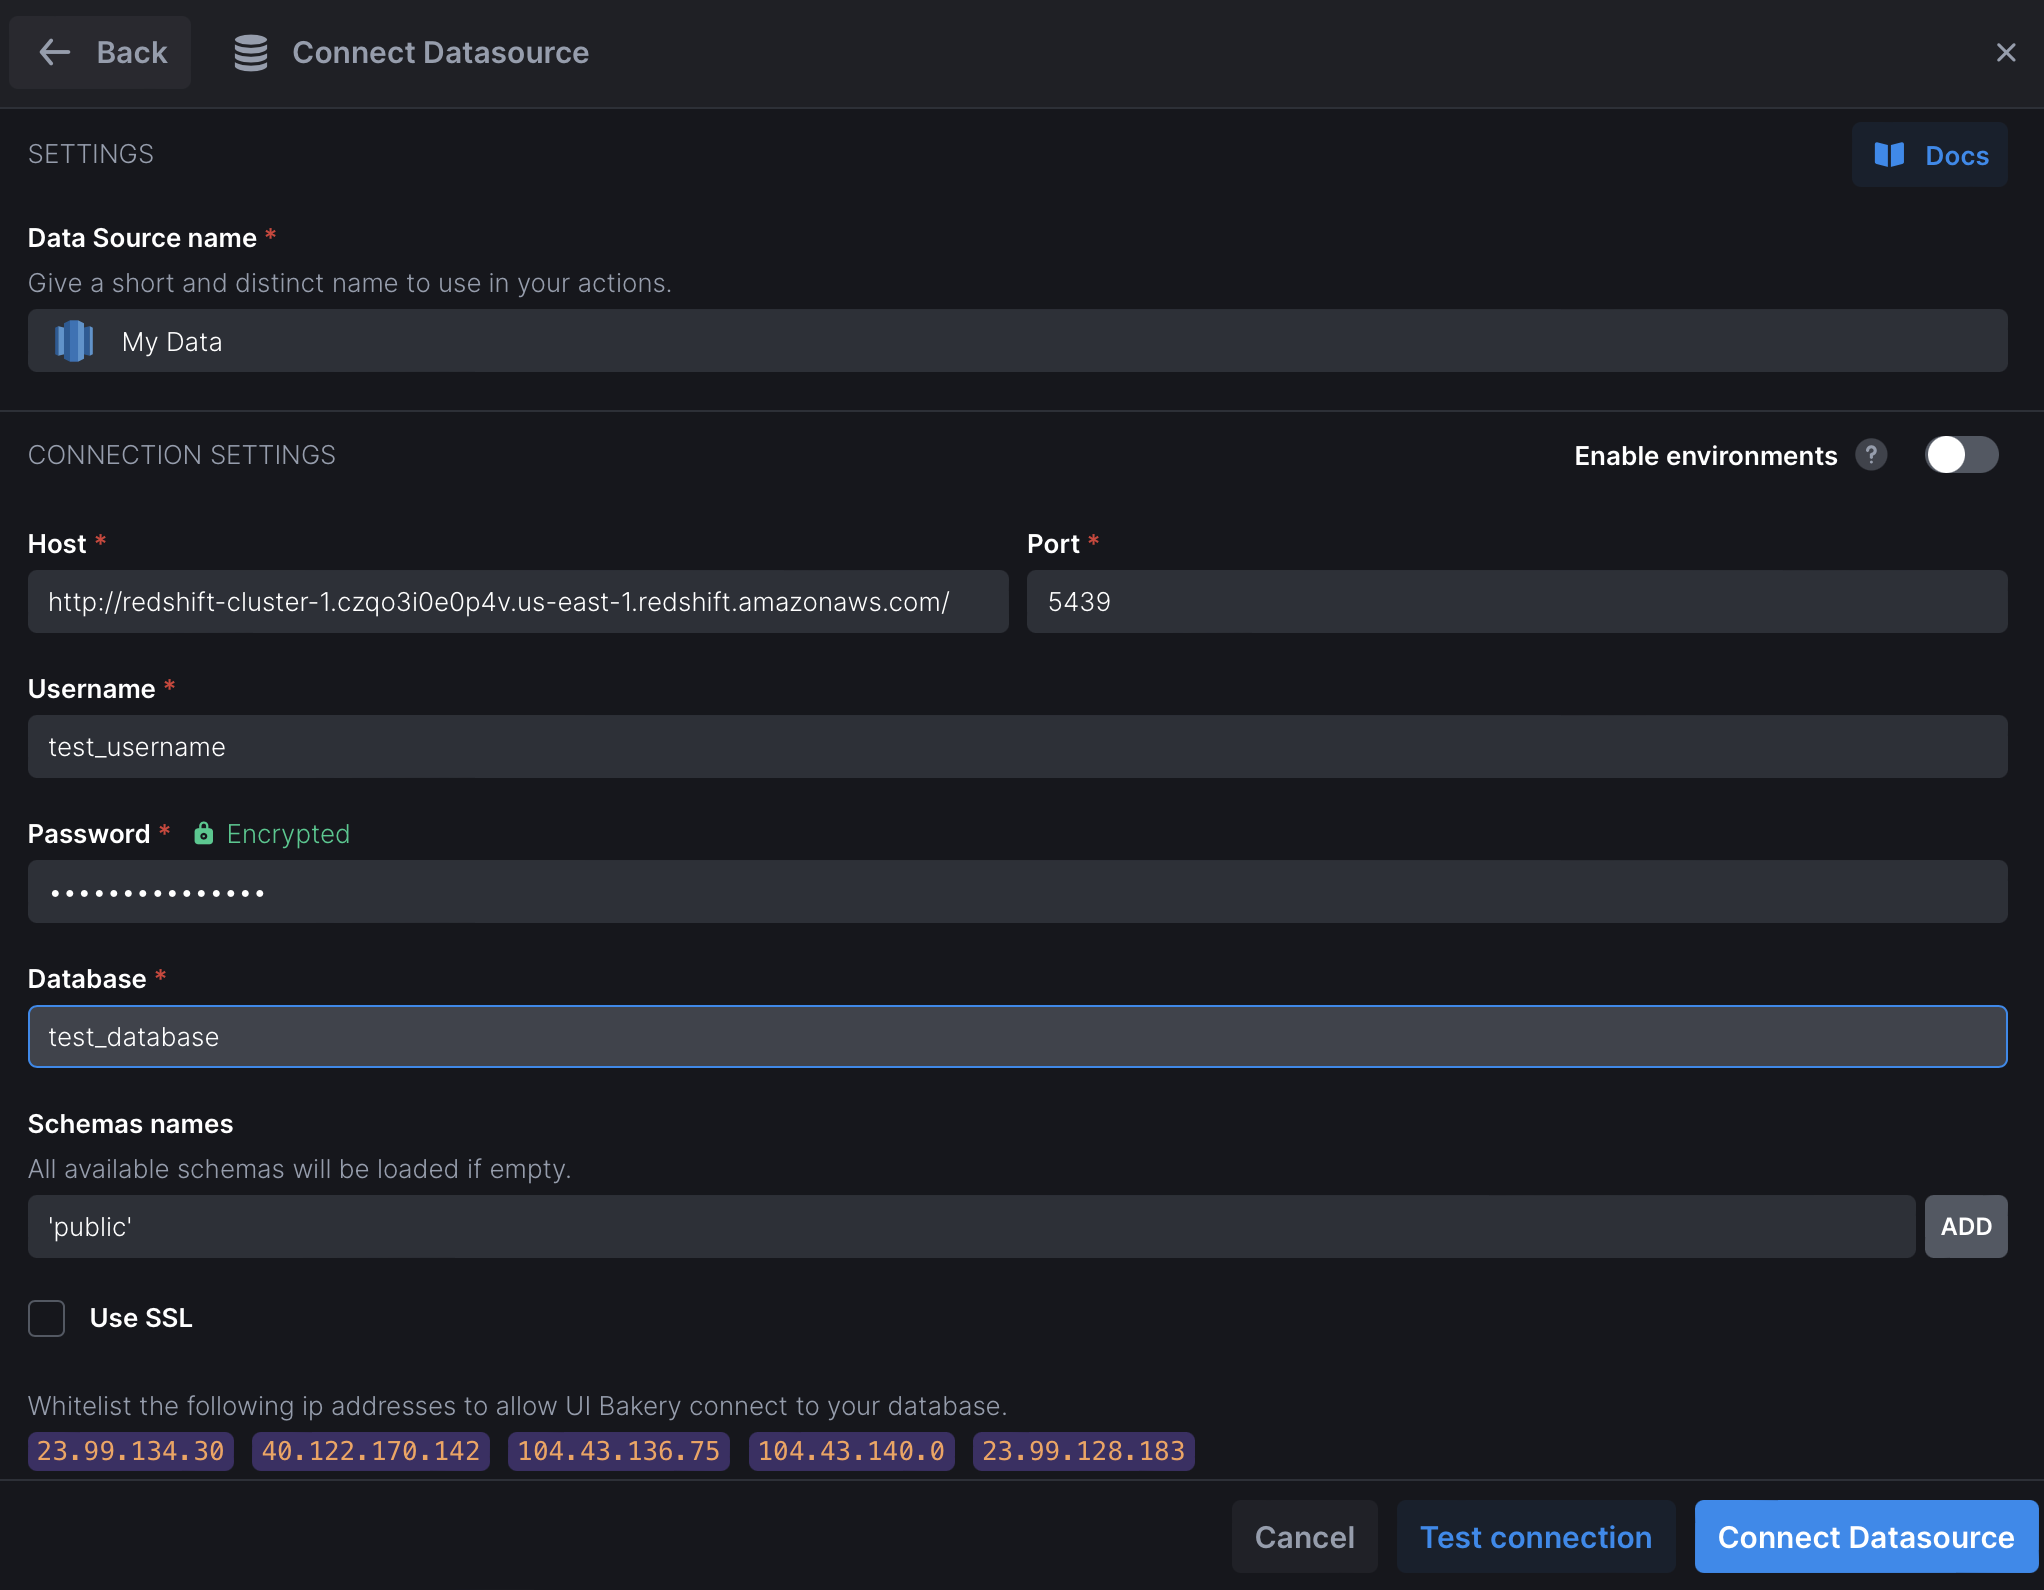 Back
Connect Datasource
SETTINGS
Docs
Data Source name *
Give a short and distinct name to use in your actions.
My Data
CONNECTION SETTINGS
Enable environments ?
Host *
Port *
http://redshift-cluster-1.czqo3i0e0p4v.us-east-1.redshift.amazonaws.com/
5439
Username *
test_username
Password * Encrypted
•••••••••••••••
Database *
test_database
Schemas names
All available schemas will be loaded if empty.
'public'
ADD
Use SSL
Whitelist the following ip addresses to allow UI Bakery connect to your database.
23.99.134.30 40.122.170.142 104.43.136.75 104.43.140.0 23.99.128.183
Cancel
Test connection
Connect Datasource